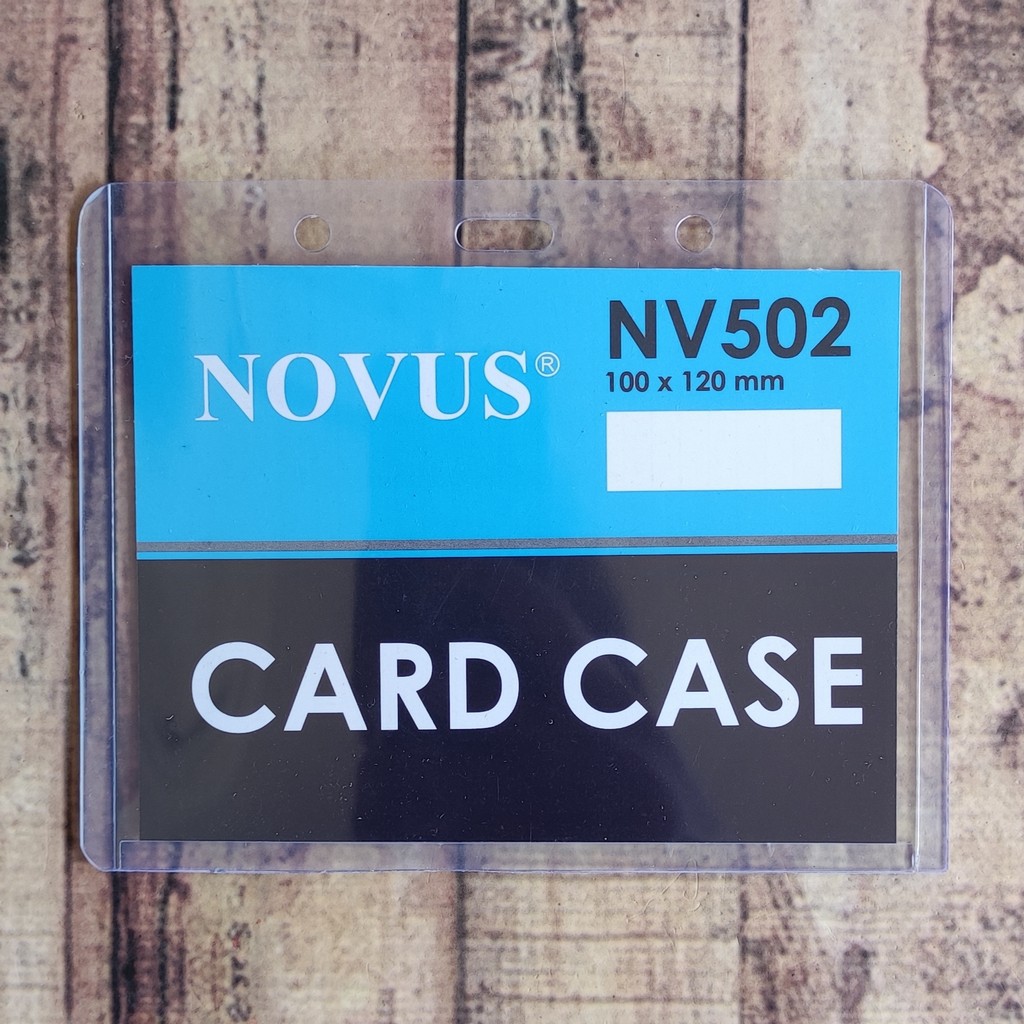 NOVUS®
NV502
100 x 120 mm
CARD CASE